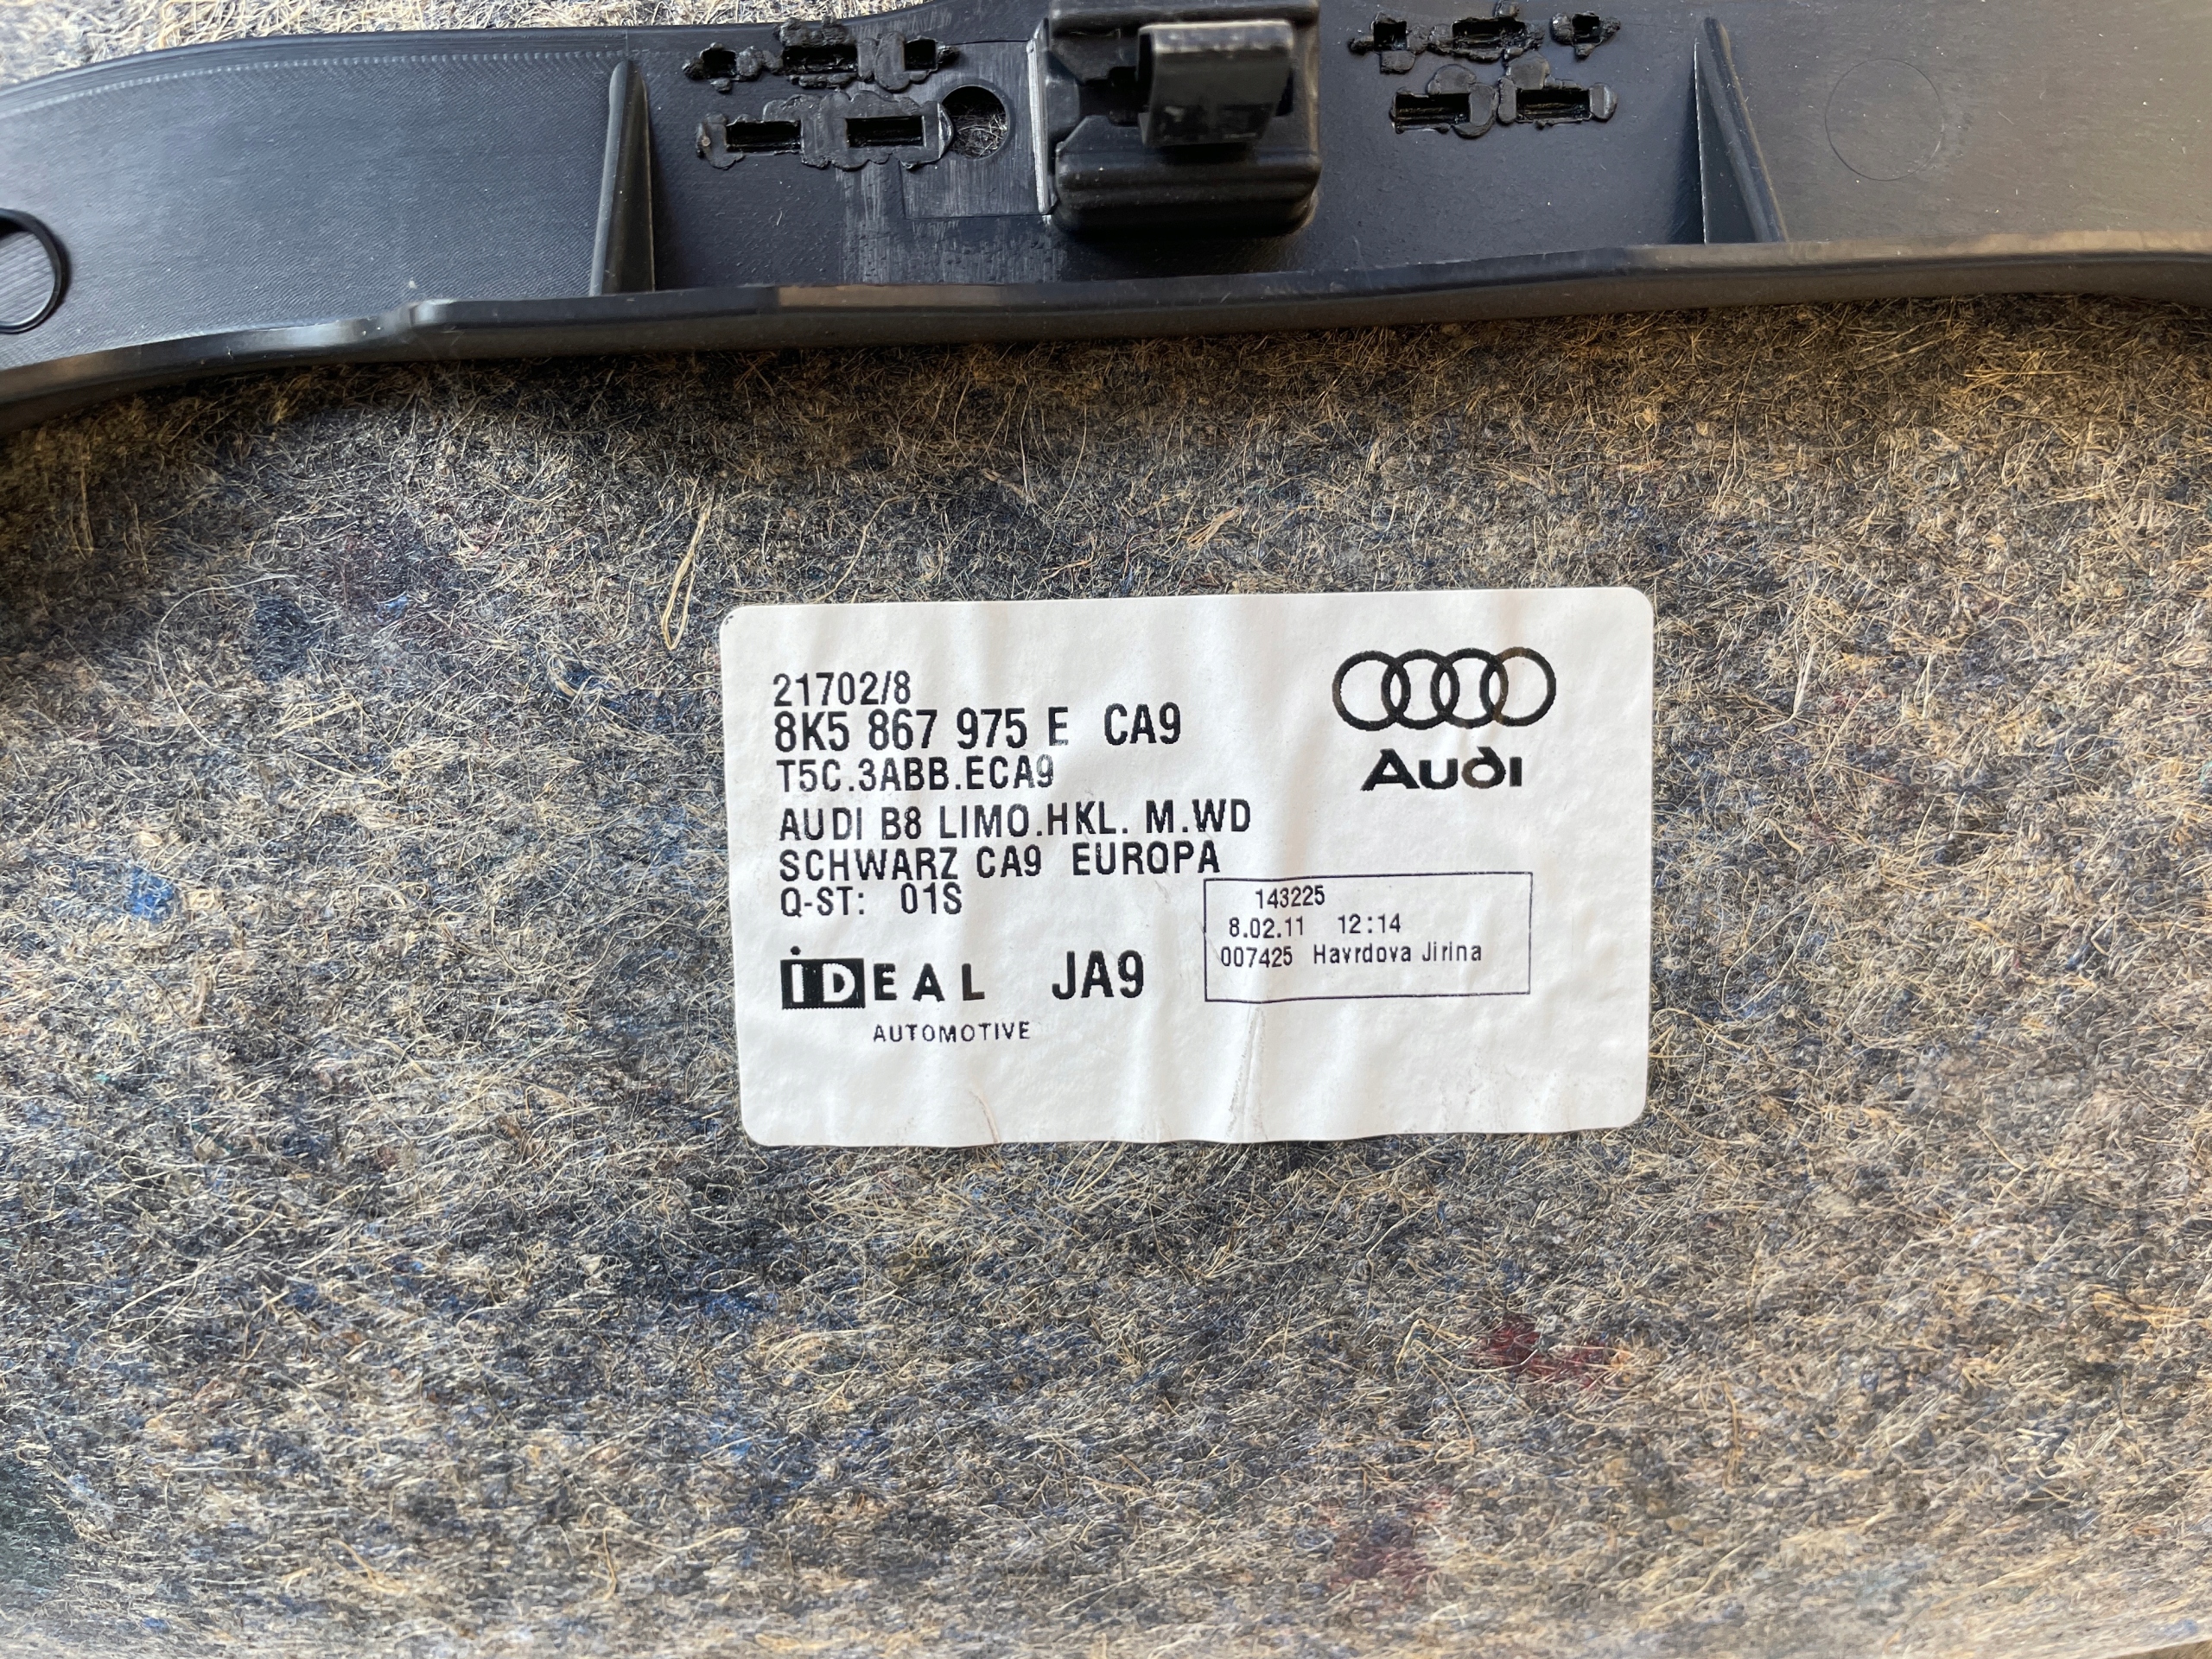 21702/8
8K5 867 975 E CA9
T5C.3ABB.ECA9
AUDI B8 LIMO.HKL. M.WD
SCHWARZ CA9 EUROPA
Q-ST: 01S
iDEAL JA9
AUTOMOTIVE
Audi
143225
8.02.11 12:14
007425 Havrdova Jirina